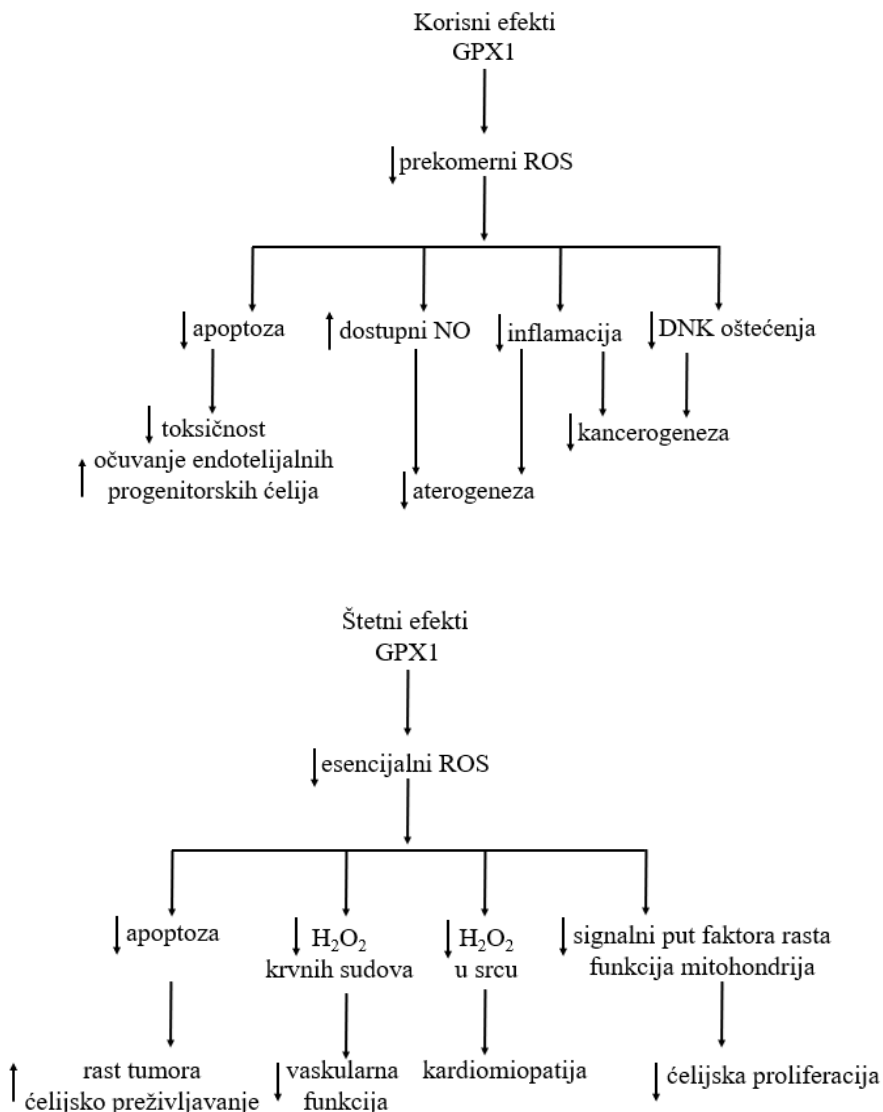 Korisni efekti
GPX1
↓ prekomerni ROS
↓ apoptoza
↑ dostupni NO
↓ inflamacija
↓ DNK oštećenja
↓ toksičnost
↑ očuvanje endotelijalnih
progenitorskih ćelija
↓ kancerogeneza
↓ aterogeneza
Štetni efekti
GPX1
↓ esencijalni ROS
↓ apoptoza
↓ H₂O₂
krvnih sudova
↓ H₂O₂
u srcu
↓ signalni put faktora rasta
funkcija mitohondrija
↑ rast tumora
ćelijsko preživljavanje
↓ vaskularna
funkcija
kardiomiopatija
↓ ćelijska proliferacija